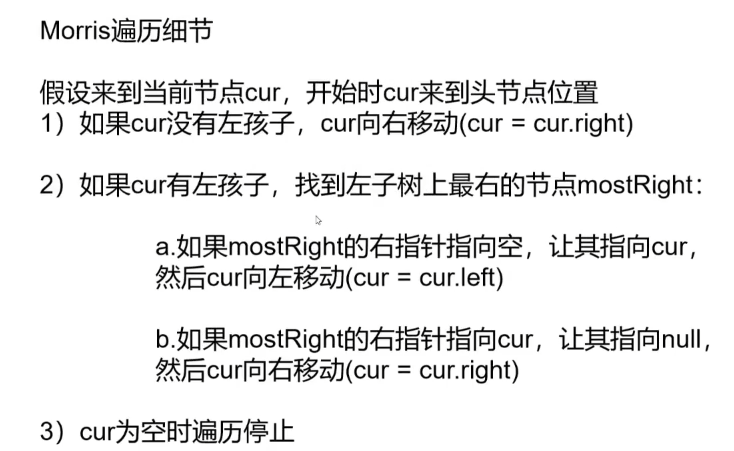 Morris遍历细节
假设来到当前节点cur，开始时cur来到头节点位置
1）如果cur没有左孩子，cur向右移动(cur = cur.right)
2）如果cur有左孩子，找到左子树上最右的节点mostRight：
a.如果mostRight的右指针指向空，让其指向cur，
然后cur向左移动(cur = cur.left)
b.如果mostRight的右指针指向cur，让其指向null，
然后cur向右移动(cur = cur.right)
3）cur为空时遍历停止